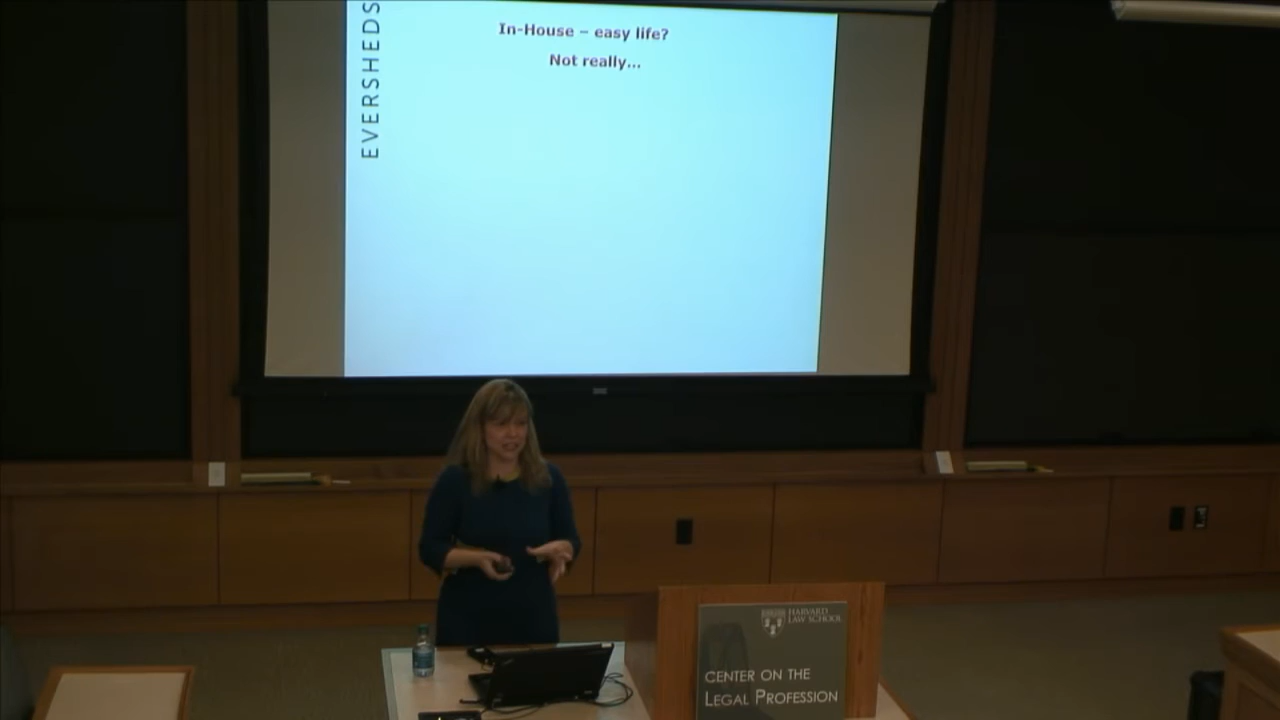 EVERSHEDS
In-House – easy life?
Not really...
HARVARD
LAW SCHOOL
CENTER ON THE
LEGAL PROFESSION